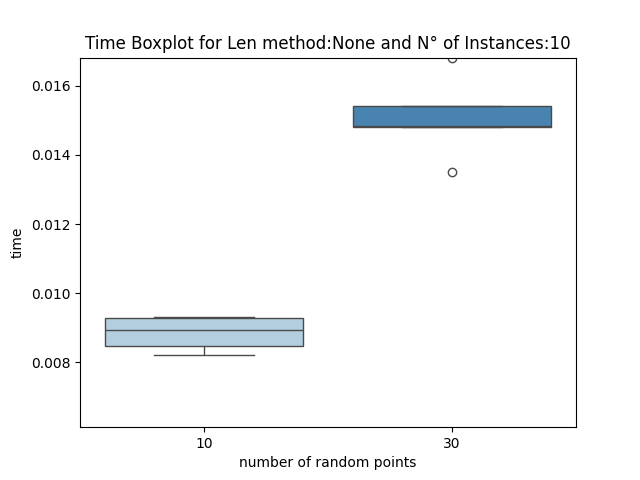 Time Boxplot for Len method:None and N° of Instances:10
0.016
0.014
0.012
0.010
0.008
time
10
30
number of random points